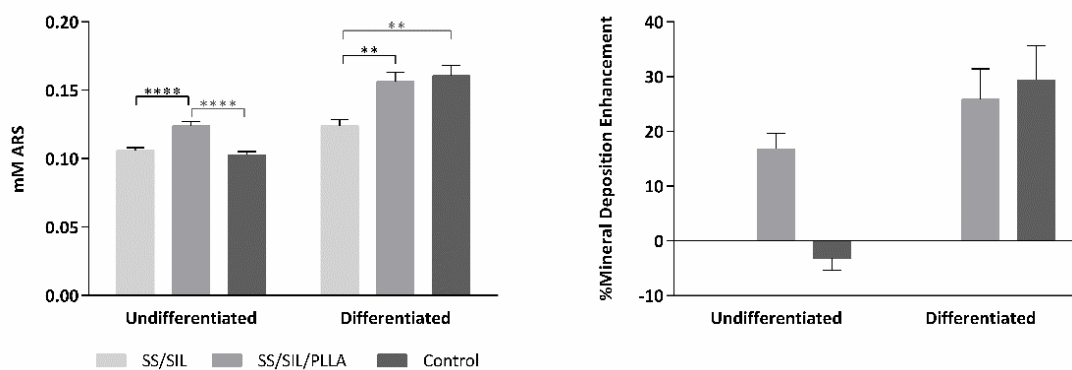 mM ARS
0.20
0.15
0.10
0.05
0.00
****
****
**
**
Undifferentiated
Differentiated
SS/SIL
SS/SIL/PLLA
Control
%Mineral Deposition Enhancement
40
30
20
10
0
-10
Undifferentiated
Differentiated